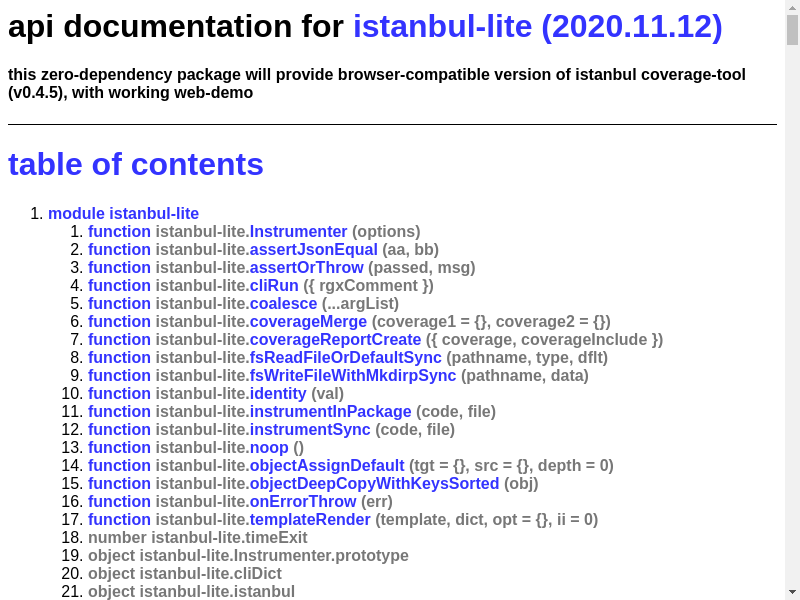 api documentation for istanbul-lite (2020.11.12)
this zero-dependency package will provide browser-compatible version of istanbul coverage-tool
(v0.4.5), with working web-demo
table of contents
1. module istanbul-lite
1. function istanbul-lite.Instrumenter (options)
2. function istanbul-lite.assertJsonEqual (aa, bb)
3. function istanbul-lite.assertOrThrow (passed, msg)
4. function istanbul-lite.cliRun ({ rgxComment })
5. function istanbul-lite.coalesce (...argList)
6. function istanbul-lite.coverageMerge (coverage1 = {}, coverage2 = {})
7. function istanbul-lite.coverageReportCreate ({ coverage, coverageInclude })
8. function istanbul-lite.fsReadFileOrDefaultSync (pathname, type, dflt)
9. function istanbul-lite.fsWriteFileWithMkdirpSync (pathname, data)
10. function istanbul-lite.identity (val)
11. function istanbul-lite.instrumentInPackage (code, file)
12. function istanbul-lite.instrumentSync (code, file)
13. function istanbul-lite.noop ()
14. function istanbul-lite.objectAssignDefault (tgt = {}, src = {}, depth = 0)
15. function istanbul-lite.objectDeepCopyWithKeysSorted (obj)
16. function istanbul-lite.onErrorThrow (err)
17. function istanbul-lite.templateRender (template, dict, opt = {}, ii = 0)
18. number istanbul-lite.timeExit
19. object istanbul-lite.Instrumenter.prototype
20. object istanbul-lite.cliDict
21. object istanbul-lite.istanbul